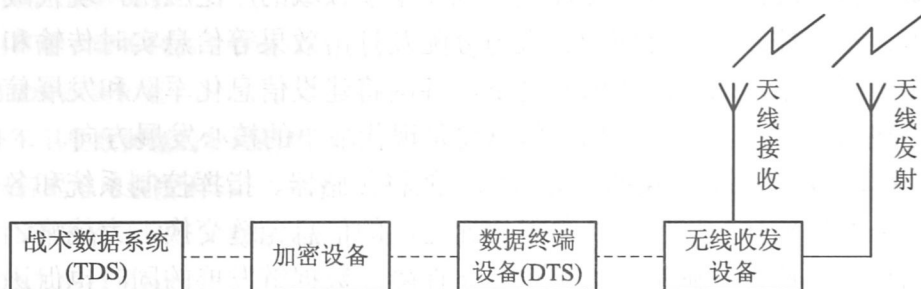 天线接收
天线发射
战术数据系统
(TDS)
加密设备
数据终端
设备(DTS)
无线收发
设备